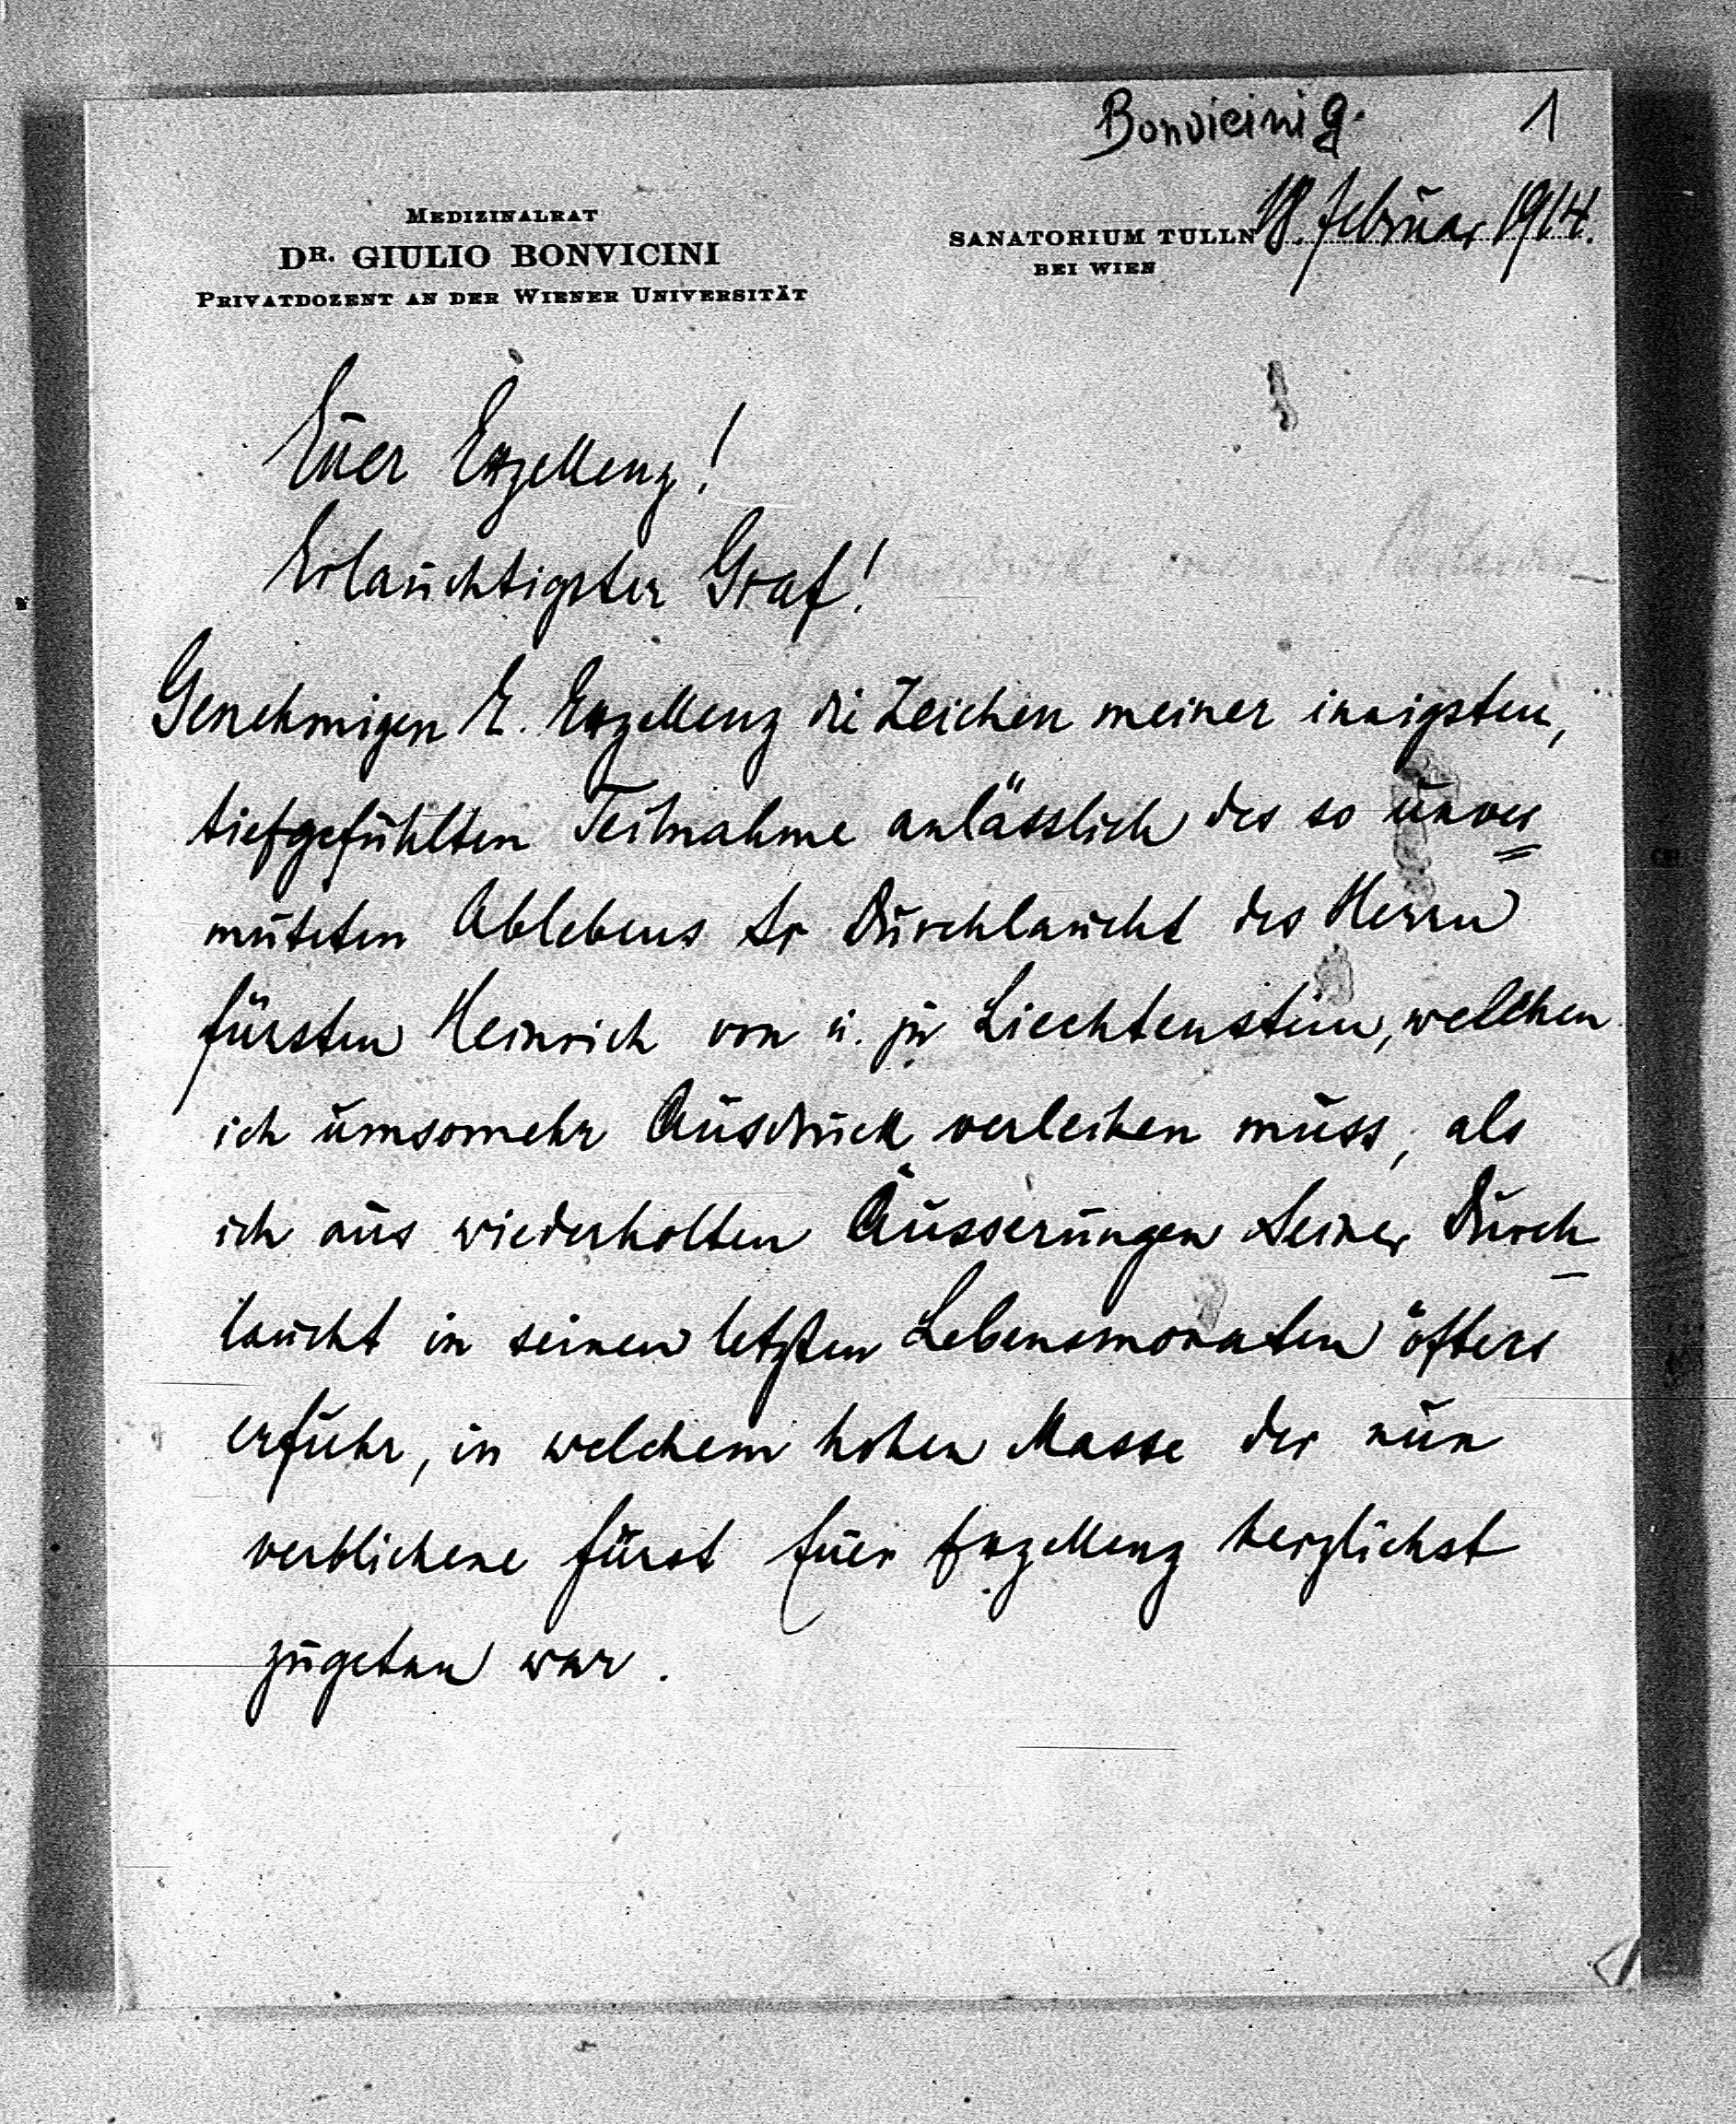 Bonvicini G. 1
MEDIZINALRAT
DR. GIULIO BONVICINI
PRIVATDOZENT AN DER WIENER UNIVERSITÄT
SANATORIUM TULLN 18. Februar 1914.
BEI WIEN
Euer Exzellenz!
Erlauchtigster Graf!
Genehmigen E. Exzellenz die Zeichen meiner innigsten,
tiefgefühlten Teilnahme anlässlich des so unver=
muteten Ablebens Sr Durchlaucht des Herrn
Fürsten Heinrich von u. zu Liechtenstein, welchen
ich umsomehr Ausdruck verleihen muss, als
ich aus wiederholten Äusserungen Seiner Durch-
laucht in seinen letzten Lebensmonaten öfters
erfuhr, in welchem hohen Masse der nun
verblichene Fürst Euer Exzellenz herzlichst
zugetan war.